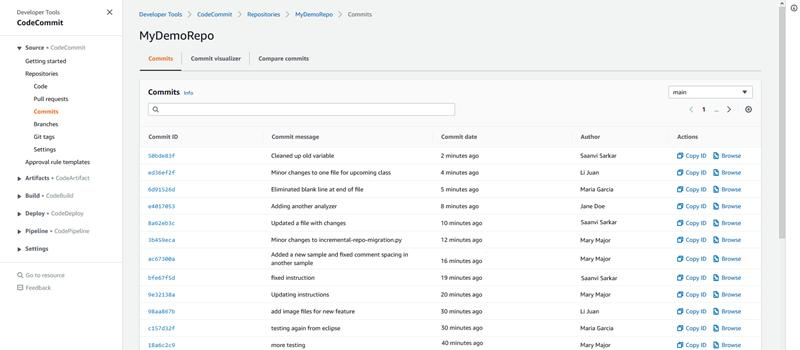 Developer Tools
CodeCommit
Source • CodeCommit
Getting started
Repositories
Code
Pull requests
Commits
Branches
Git tags
Settings
Approval rule templates
Artifacts • CodeArtifact
Build • CodeBuild
Deploy • CodeDeploy
Pipeline • CodePipeline
Settings
Go to resource
Feedback
Developer Tools > CodeCommit > Repositories > MyDemoRepo > Commits
MyDemoRepo
Commits Commit visualizer Compare commits
Commits Info
main
1 ...
Commit ID Commit message Commit date Author Actions
50bde83f Cleaned up old variable 2 minutes ago Saanvi Sarkar Copy ID Browse
ed36ef2f Minor changes to one file for upcoming class 4 minutes ago Li Juan Copy ID Browse
6d91526d Eliminated blank line at end of file 5 minutes ago Maria Garcia Copy ID Browse
e4017053 Adding another analyzer 8 minutes ago Jane Doe Copy ID Browse
8a62eb3c Updated a file with changes 10 minutes ago Saanvi Sarkar Copy ID Browse
3b459eca Minor changes to incremental-repo-migration.py 12 minutes ago Mary Major Copy ID Browse
ac67300a Added a new sample and fixed comment spacing in another sample 16 minutes ago Mary Major Copy ID Browse
bfe67f5d fixed instruction 19 minutes ago Saanvi Sarkar Copy ID Browse
9e32138a Updating instructions 20 minutes ago Mary Major Copy ID Browse
98aa867b add image files for new feature 30 minutes ago Li Juan Copy ID Browse
c157d32f testing again from eclipse 30 minutes ago Maria Garcia Copy ID Browse
18a6c2c9 more testing 40 minutes ago Mary Major Copy ID Browse